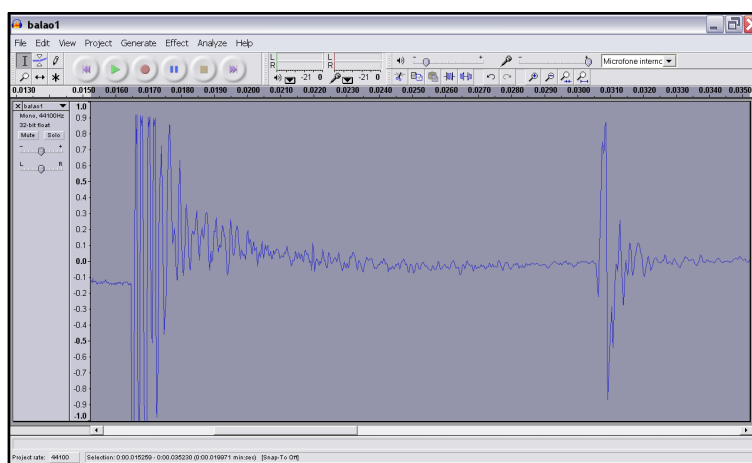 balao1
File Edit View Project Generate Effect Analyze Help
L
R
-21 0
L
R
-21 0
Microfone interno
0.0130 0.0150 0.0160 0.0170 0.0180 0.0190 0.0200 0.0210 0.0220 0.0230 0.0240 0.0250 0.0260 0.0270 0.0280 0.0290 0.0300 0.0310 0.0320 0.0330 0.0340 0.0350
X balao1
Mono, 44100Hz
32-bit float
Mute Solo
- +
L R
1.0
0.9
0.8
0.7
0.6
0.5
0.4
0.3
0.2
0.1
0.0
-0.1
-0.2
-0.3
-0.4
-0.5
-0.6
-0.7
-0.8
-0.9
-1.0
Project rate: 44100 Selection: 0:00.015259 - 0:00.035230 (0:00.019971 min:sec) [Snap-To Off]